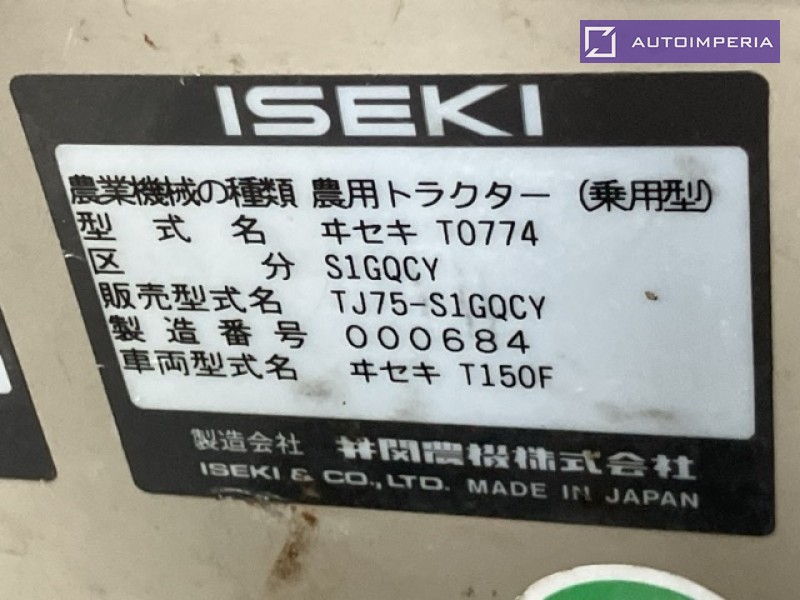 AUTOIMPERIA
ISEKI
農業機械の種類 農用トラクター (乗用型)
型式名 ヰセキ T0774
区分 S1GQCY
販売型式名 TJ75-S1GQCY
製造番号 000684
車両型式名 ヰセキ T150F
製造会社 井関農機株式会社
ISEKI & CO.,LTD. MADE IN JAPAN